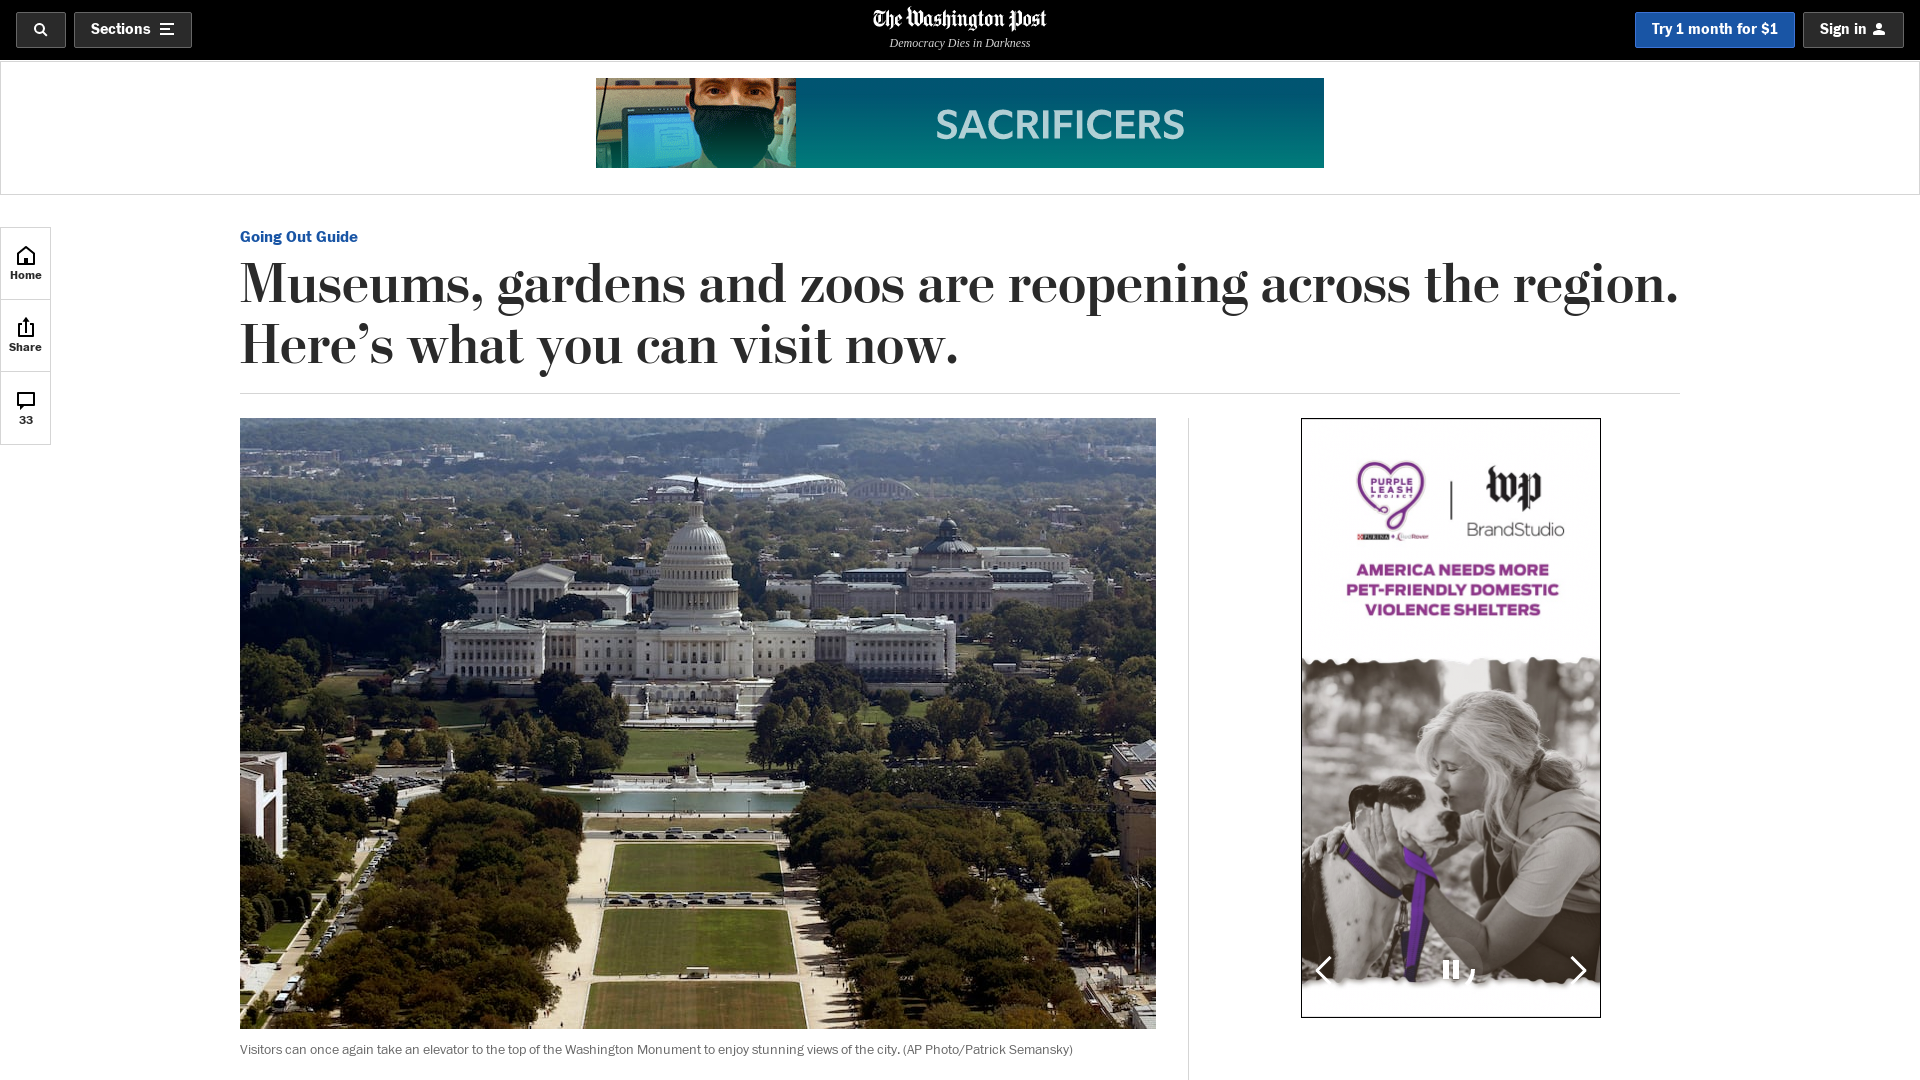 Sections
The Washington Post
Democracy Dies in Darkness
Try 1 month for $1
Sign in
SACRIFICERS
Home
Share
33
Going Out Guide
Museums, gardens and zoos are reopening across the region.
Here’s what you can visit now.
PURPLE
LEASH
PROJECT
PURINA + RedRover
wp
BrandStudio
AMERICA NEEDS MORE
PET-FRIENDLY DOMESTIC
VIOLENCE SHELTERS
Visitors can once again take an elevator to the top of the Washington Monument to enjoy stunning views of the city. (AP Photo/Patrick Semansky)